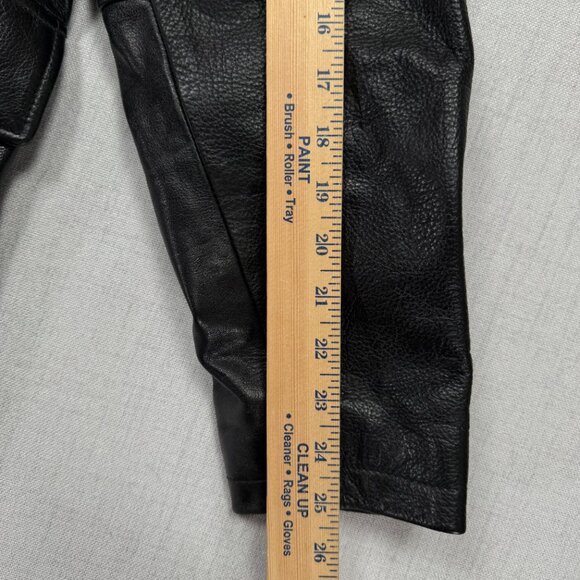 16
17
18
19
20
21
22
23
24
25
26
PAINT
• Brush • Roller • Tray
CLEAN UP
• Cleaner • Rags • Gloves